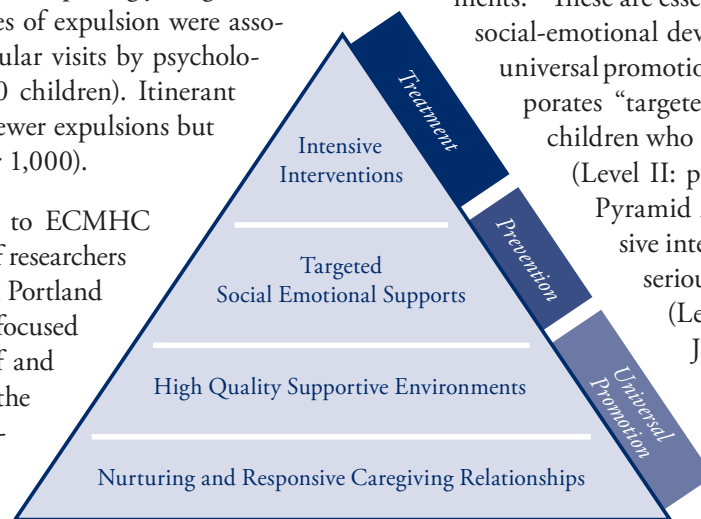 es of expulsion were asso-
ular visits by psycholo-
0 children). Itinerant
ewer expulsions but
1,000).
to ECMHC
researchers
Portland
focused
f and
the
-
social-emotional dev
universal promotio
porates “targete
children who
(Level II: p
Pyramid
sive inte
seriou
(Le
J
Treatment
Prevention
Universal
Promotion
Intensive
Interventions
Targeted
Social Emotional Supports
High Quality Supportive Environments
Nurturing and Responsive Caregiving Relationships